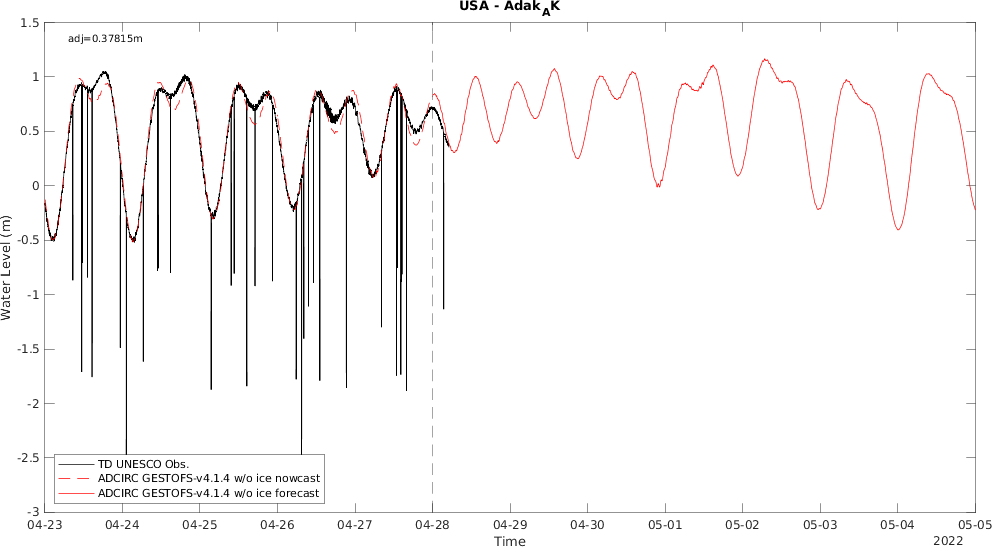 USA - Adak_AK
adj=0.37815m
1.5
1
0.5
0
-0.5
-1
-1.5
-2
-2.5
-3
Water Level (m)
TD UNESCO Obs.
ADCIRC GESTOFS-v4.1.4 w/o ice nowcast
ADCIRC GESTOFS-v4.1.4 w/o ice forecast
04-23 04-24 04-25 04-26 04-27 04-28 04-29 04-30 05-01 05-02 05-03 05-04 05-05
Time
2022